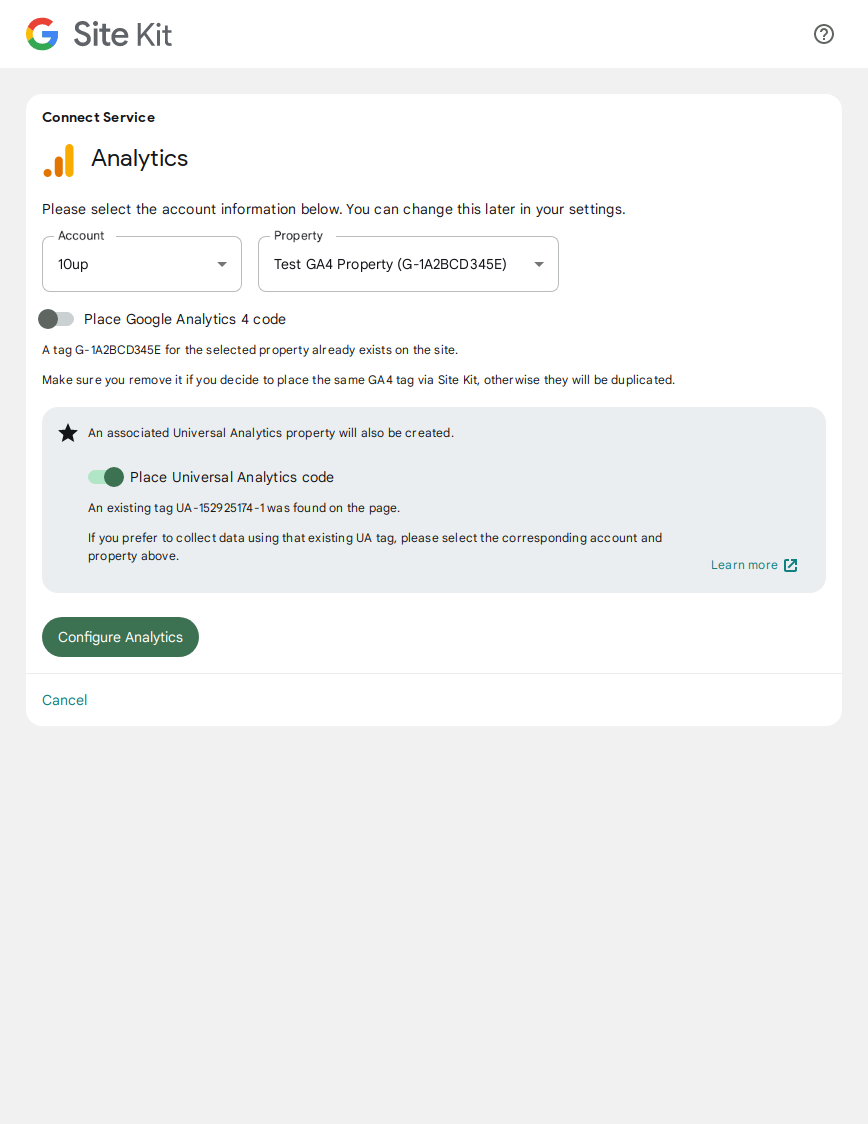 Site Kit
Connect Service
Analytics
Please select the account information below. You can change this later in your settings.
Account
10up
Property
Test GA4 Property (G-1A2BCD345E)
Place Google Analytics 4 code
A tag G-1A2BCD345E for the selected property already exists on the site.
Make sure you remove it if you decide to place the same GA4 tag via Site Kit, otherwise they will be duplicated.
An associated Universal Analytics property will also be created.
Place Universal Analytics code
An existing tag UA-152925174-1 was found on the page.
If you prefer to collect data using that existing UA tag, please select the corresponding account and
property above.
Learn more
Configure Analytics
Cancel